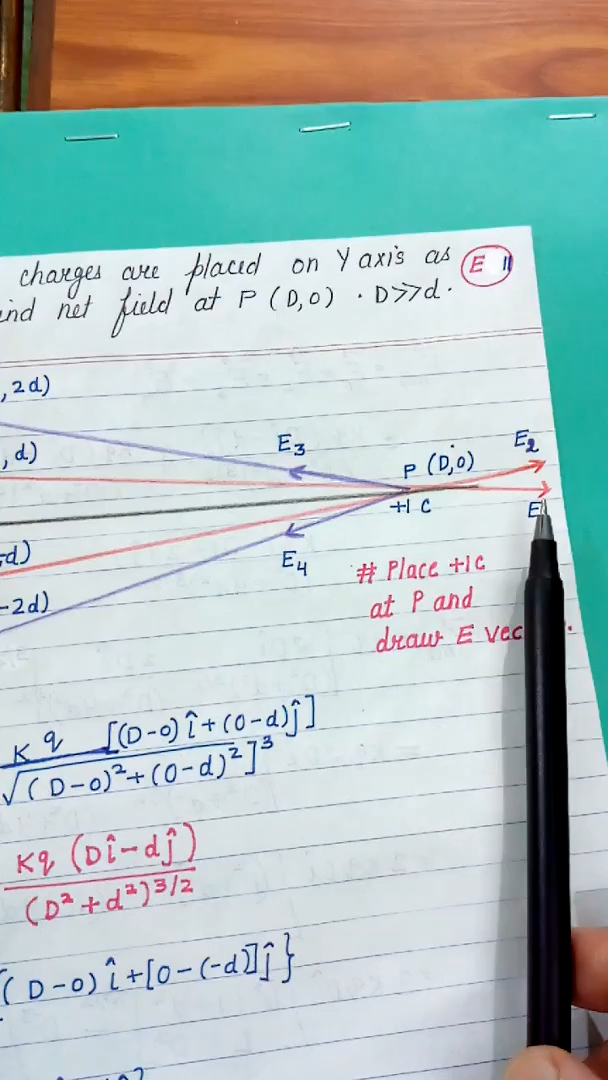 charges are placed on Y axis as E 11
ind net field at P (D,0) . D>>d.
, 2d)
E3
E2
, d)
P (D,0)
+1 C
E
-d)
E4
# Place +1C
-2d)
at P and
draw E vec
Kq [(D-0)î+(0-d)ĵ]
√(D-0)²+(0-d)²]³
Kq (Dî-dĵ)
(D²+d²)^3/2
[(D-0)î+[0-(-d)]ĵ}